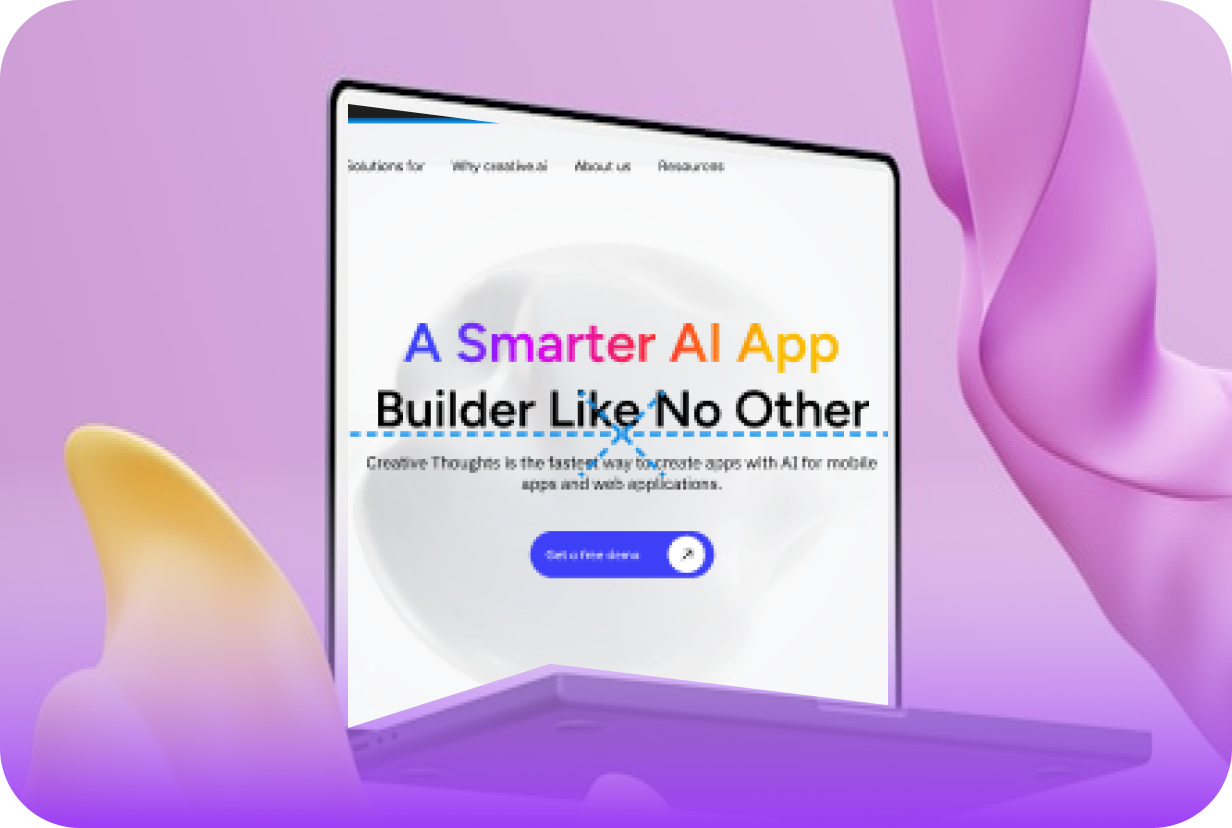 Solutions for Why creative.ai About us Resources
A Smarter AI App
Builder Like No Other
Creative Thoughts is the fastest way to create apps with AI for mobile
apps and web applications.
Get a free demo